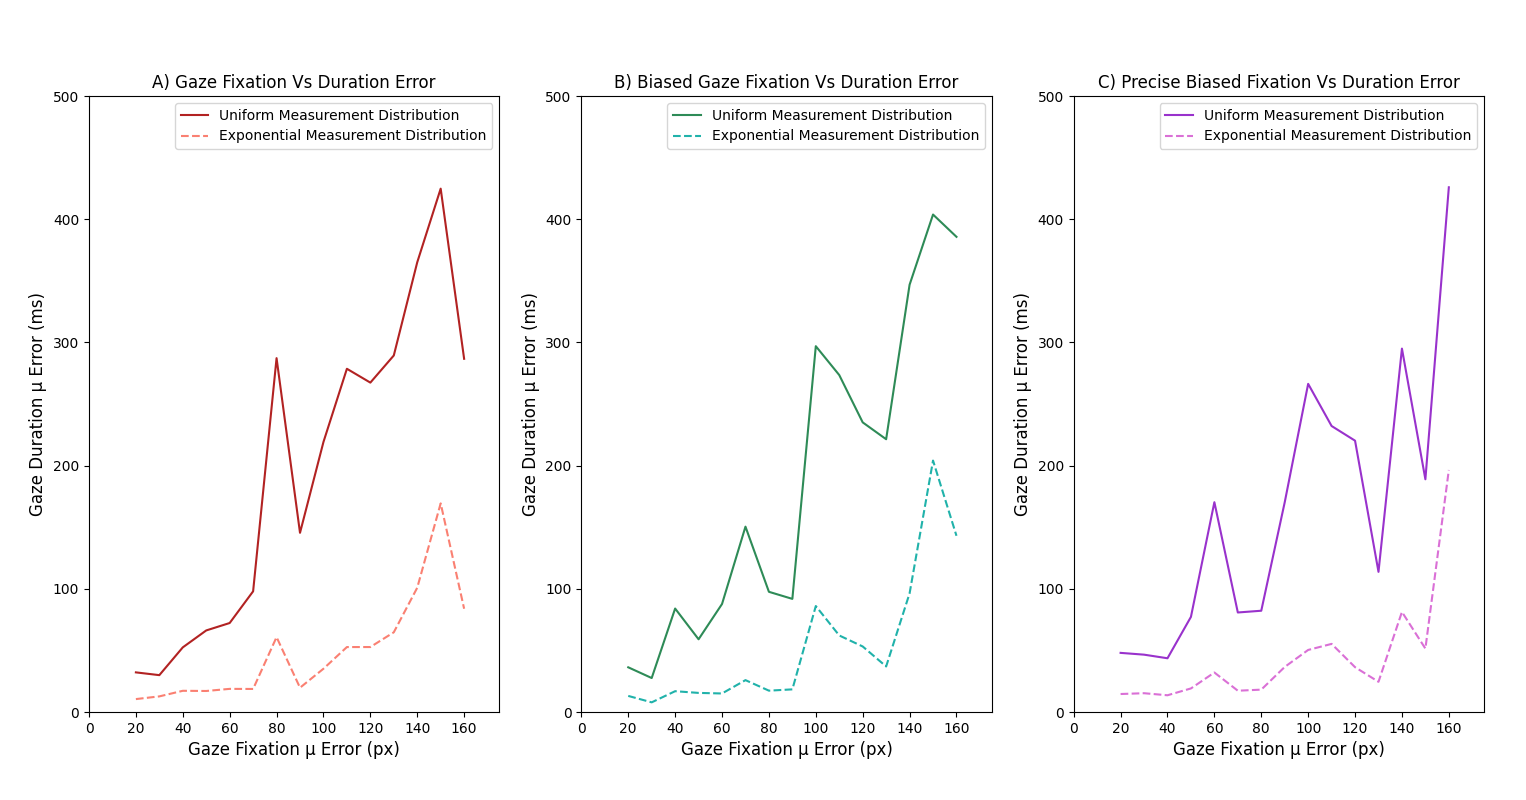 A) Gaze Fixation Vs Duration Error
Uniform Measurement Distribution
Exponential Measurement Distribution
Gaze Duration μ Error (ms)
500
400
300
200
100
0
0 20 40 60 80 100 120 140 160
Gaze Fixation μ Error (px)
B) Biased Gaze Fixation Vs Duration Error
Uniform Measurement Distribution
Exponential Measurement Distribution
Gaze Duration μ Error (ms)
500
400
300
200
100
0
0 20 40 60 80 100 120 140 160
Gaze Fixation μ Error (px)
C) Precise Biased Fixation Vs Duration Error
Uniform Measurement Distribution
Exponential Measurement Distribution
Gaze Duration μ Error (ms)
500
400
300
200
100
0
0 20 40 60 80 100 120 140 160
Gaze Fixation μ Error (px)